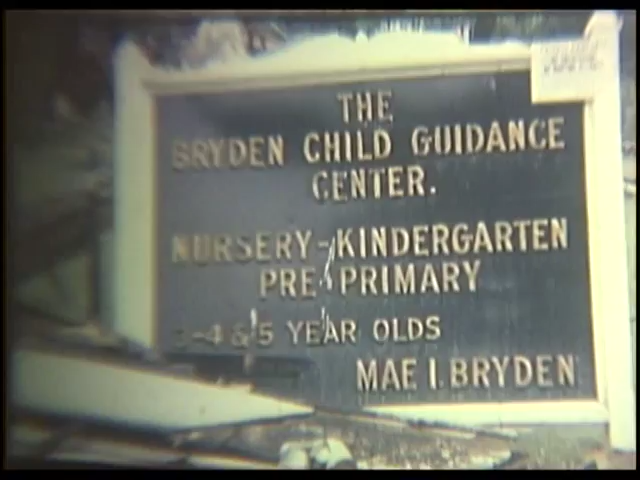 THE
BRYDEN CHILD GUIDANCE
CENTER.
NURSERY-KINDERGARTEN
PRE-PRIMARY
-4 & 5 YEAR OLDS
MAE I. BRYDEN